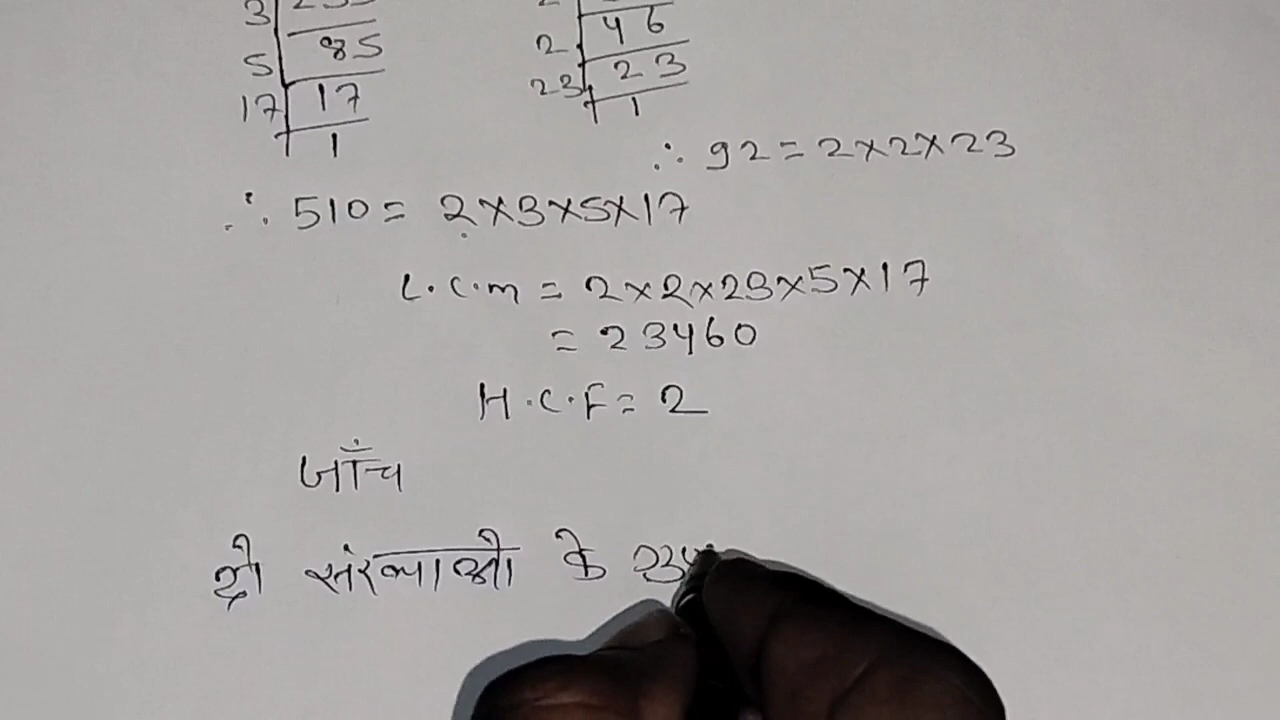 3 | 255
5 | 85
17 | 17
1
2 | 46
23 | 23
1
∴ 92 = 2×2×23
∴ 510 = 2×3×5×17
L.C.M = 2×2×23×5×17
= 23460
H.C.F = 2
जाँच
दो संख्याओ के